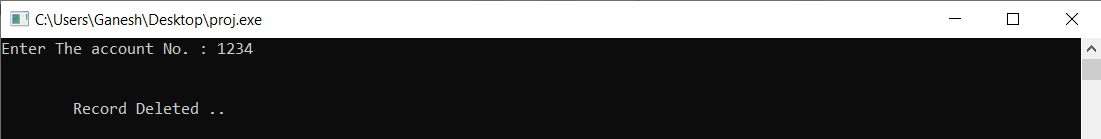 C:\Users\Ganesh\Desktop\proj.exe
Enter The account No. : 1234
Record Deleted ..